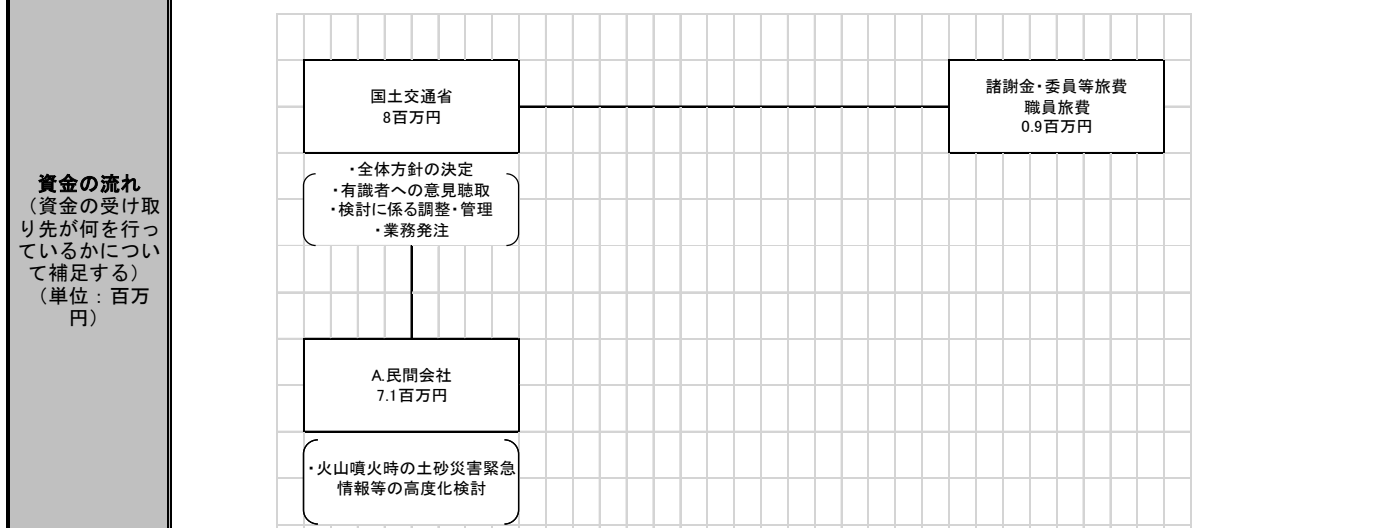 資金の流れ
（資金の受け取
り先が何を行っ
ているかについ
て補足する）
（単位：百万
円）
国土交通省
8百万円
諸謝金・委員等旅費
職員旅費
0.9百万円
・全体方針の決定
・有識者への意見聴取
・検討に係る調整・管理
・業務発注
A.民間会社
7.1百万円
・火山噴火時の土砂災害緊急
情報等の高度化検討